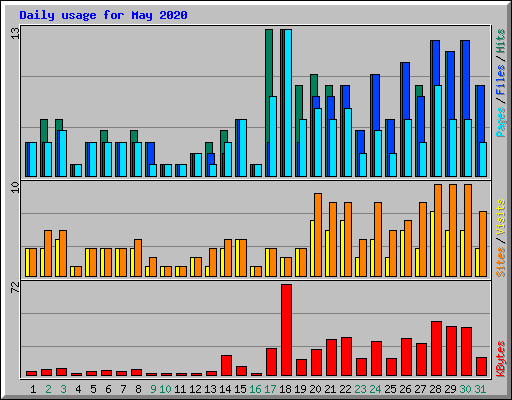 Daily usage for May 2020
13
Pages / Files / Hits
10
Sites / Visits
72
KBytes
1 2 3 4 5 6 7 8 9 10 11 12 13 14 15 16 17 18 19 20 21 22 23 24 25 26 27 28 29 30 31